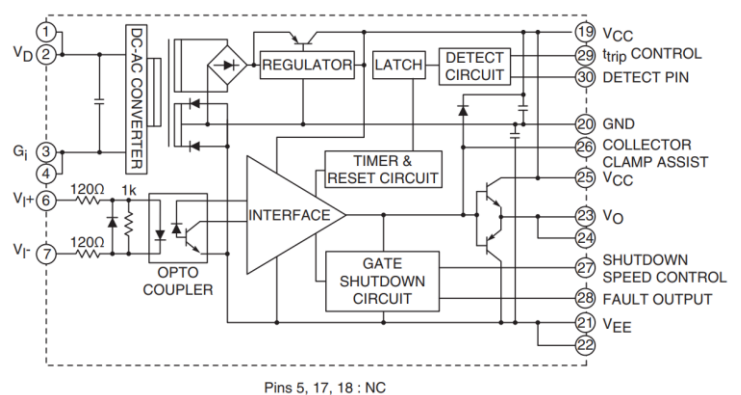 1
VD 2
Gi 3
4
VI+ 6
VI- 7
120Ω
1k
120Ω
DC-AC CONVERTER
OPTO
COUPLER
REGULATOR
LATCH
DETECT
CIRCUIT
TIMER &
RESET CIRCUIT
INTERFACE
GATE
SHUTDOWN
CIRCUIT
19 VCC
29 ttrip CONTROL
30 DETECT PIN
20 GND
26 COLLECTOR
CLAMP ASSIST
25 VCC
23 VO
24
27 SHUTDOWN
SPEED CONTROL
28 FAULT OUTPUT
21 VEE
22
Pins 5, 17, 18 : NC